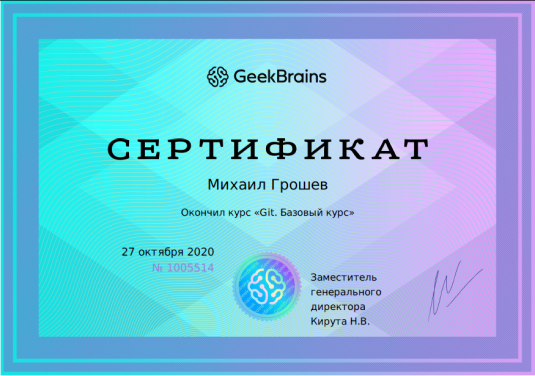 GeekBrains
СЕРТИФИКАТ
Михаил Грошев
Окончил курс «Git. Базовый курс»
27 октября 2020
№ 1005514
Заместитель
генерального
директора
Кирута Н.В.